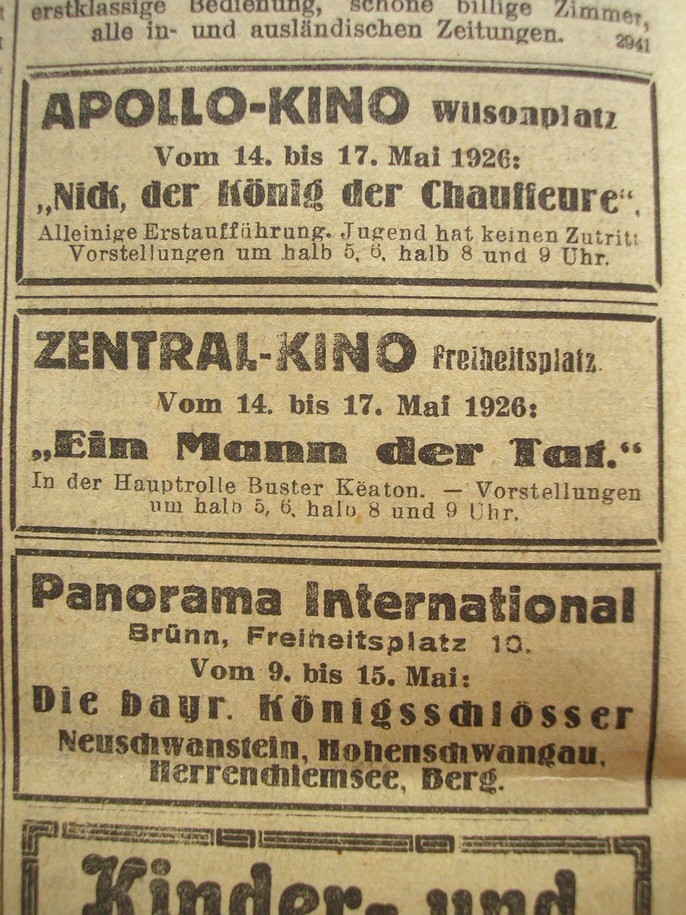 erstklassige Bedienung, schöne billige Zimmer,
alle in- und ausländischen Zeitungen. 2941
APOLLO-KINO Wilsonplatz
Vom 14. bis 17. Mai 1926:
„Nick, der König der Chauffeure“.
Alleinige Erstaufführung. Jugend hat keinen Zutritt
Vorstellungen um halb 5, 6, halb 8 und 9 Uhr.
ZENTRAL-KINO Freiheitsplatz.
Vom 14. bis 17. Mai 1926:
„Ein Mann der Tat.“
In der Hauptrolle Buster Keaton. — Vorstellungen
um halb 5, 6, halb 8 und 9 Uhr.
Panorama International
Brünn, Freiheitsplatz 10.
Vom 9. bis 15. Mai:
Die bayr. Königsschlösser
Neuschwanstein, Hohenschwangau,
Herrenchiemsee, Berg.
Kinder- und